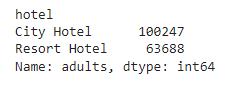 hotel
City Hotel      100247
Resort Hotel     63688
Name: adults, dtype: int64